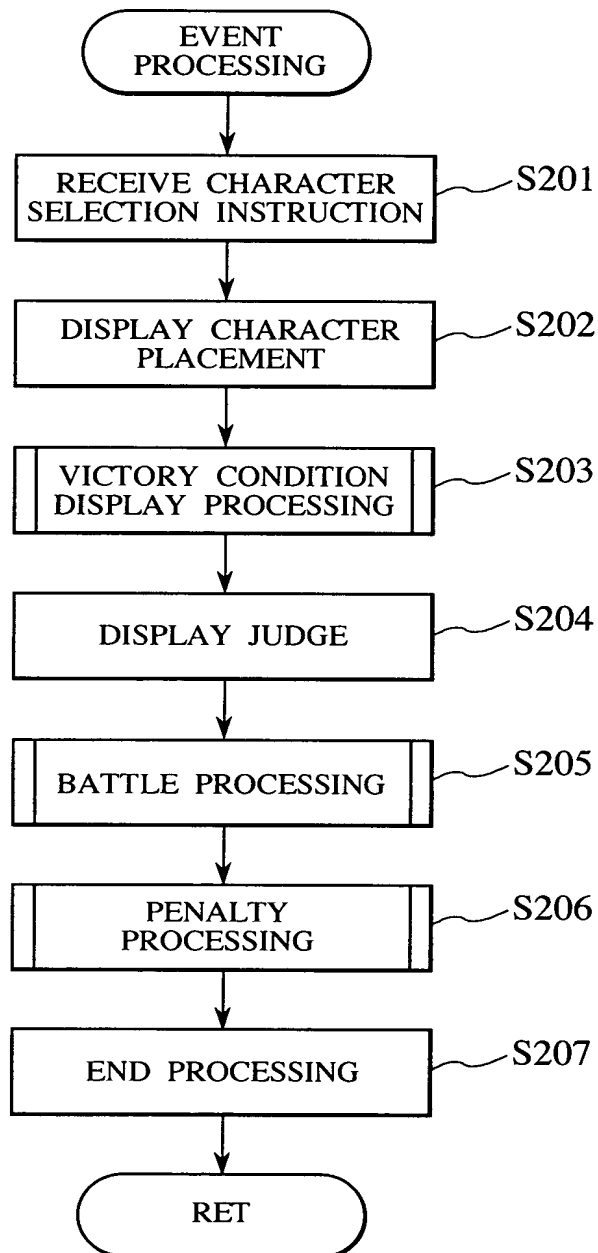 EVENT
PROCESSING
RECEIVE CHARACTER
SELECTION INSTRUCTION
S201
DISPLAY CHARACTER
PLACEMENT
S202
VICTORY CONDITION
DISPLAY PROCESSING
S203
DISPLAY JUDGE
S204
BATTLE PROCESSING
S205
PENALTY
PROCESSING
S206
END PROCESSING
S207
RET